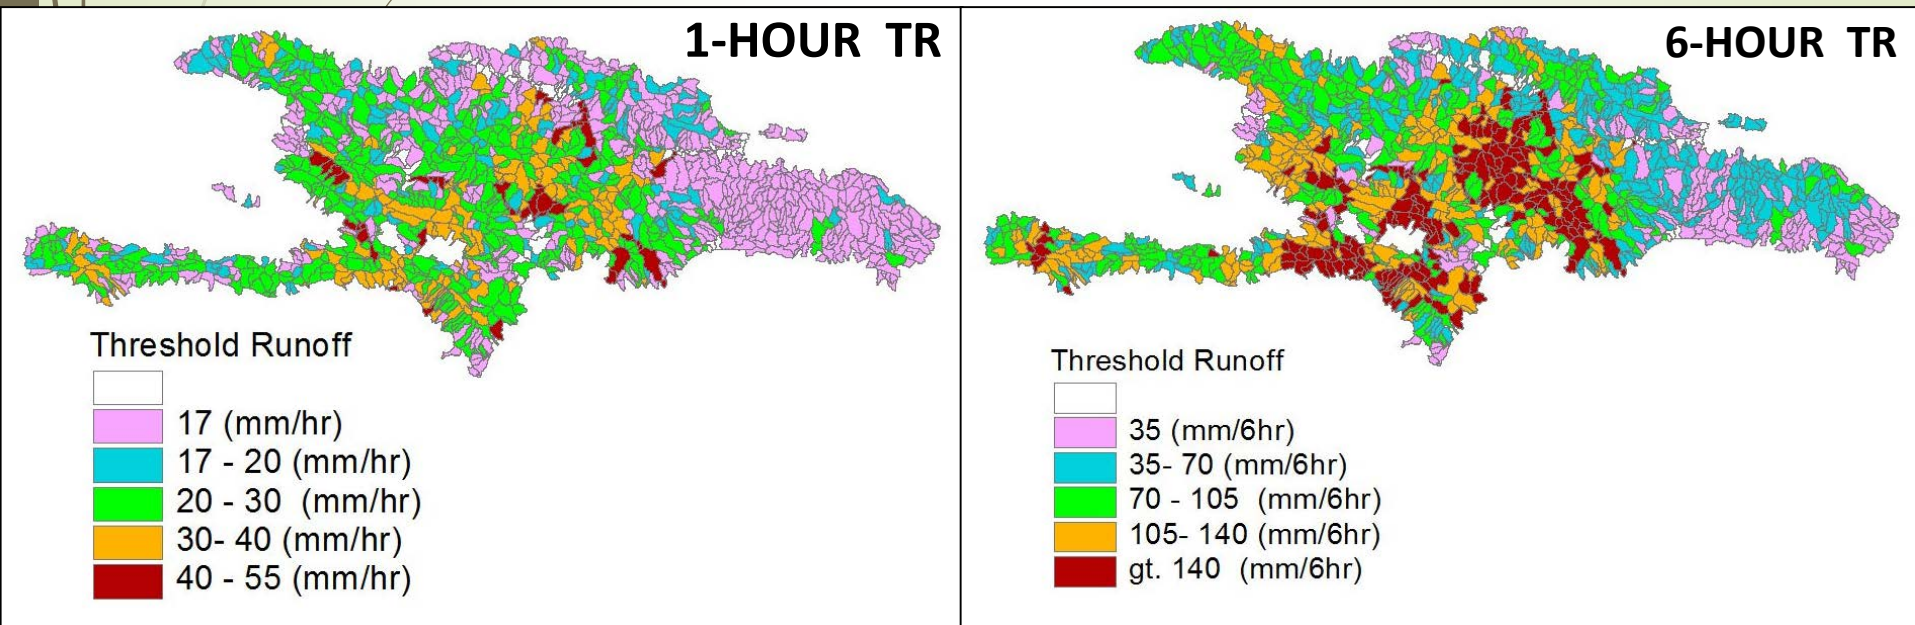 1-HOUR TR
Threshold Runoff
17 (mm/hr)
17 - 20 (mm/hr)
20 - 30 (mm/hr)
30- 40 (mm/hr)
40 - 55 (mm/hr)
6-HOUR TR
Threshold Runoff
35 (mm/6hr)
35- 70 (mm/6hr)
70 - 105 (mm/6hr)
105- 140 (mm/6hr)
gt. 140 (mm/6hr)